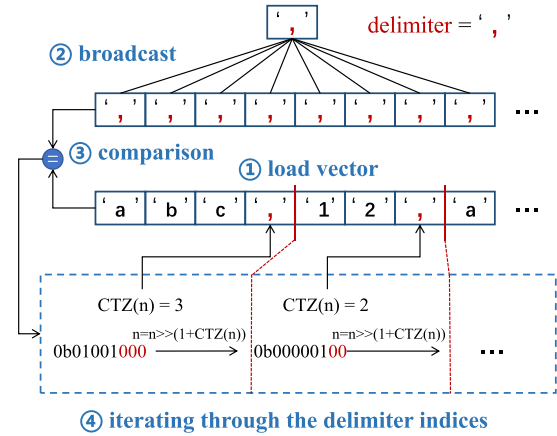 ‘ , ’ delimiter = ‘ , ’
② broadcast
‘ , ’ ‘ , ’ ‘ , ’ ‘ , ’ ‘ , ’ ‘ , ’ ‘ , ’ ‘ , ’ ...
= ③ comparison
① load vector
‘a’ ‘b’ ‘c’ ‘ , ’ ‘1’ ‘2’ ‘ , ’ ‘a’ ...
CTZ(n) = 3 CTZ(n) = 2
n=n>>(1+CTZ(n)) n=n>>(1+CTZ(n))
0b01001000 0b00000100 ...
④ iterating through the delimiter indices